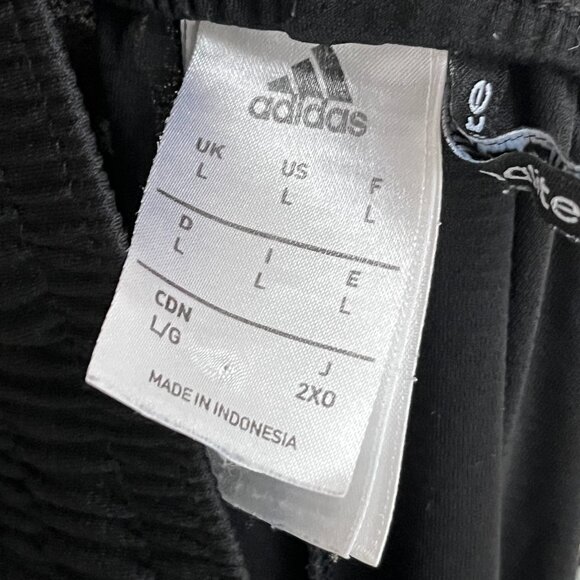 adidas
UK US F
L L L
D I E
L L L
CDN J
L/G 2XO
MADE IN INDONESIA